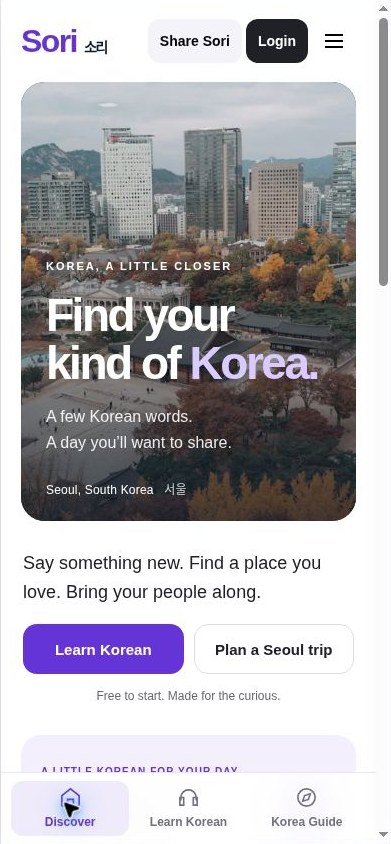 Sori 소리
Share Sori
Login
KOREA, A LITTLE CLOSER
Find your
kind of Korea.
A few Korean words.
A day you'll want to share.
Seoul, South Korea 서울
Say something new. Find a place you
love. Bring your people along.
Learn Korean
Plan a Seoul trip
Free to start. Made for the curious.
A LITTLE KOREAN FOR YOUR DAY
Discover
Learn Korean
Korea Guide